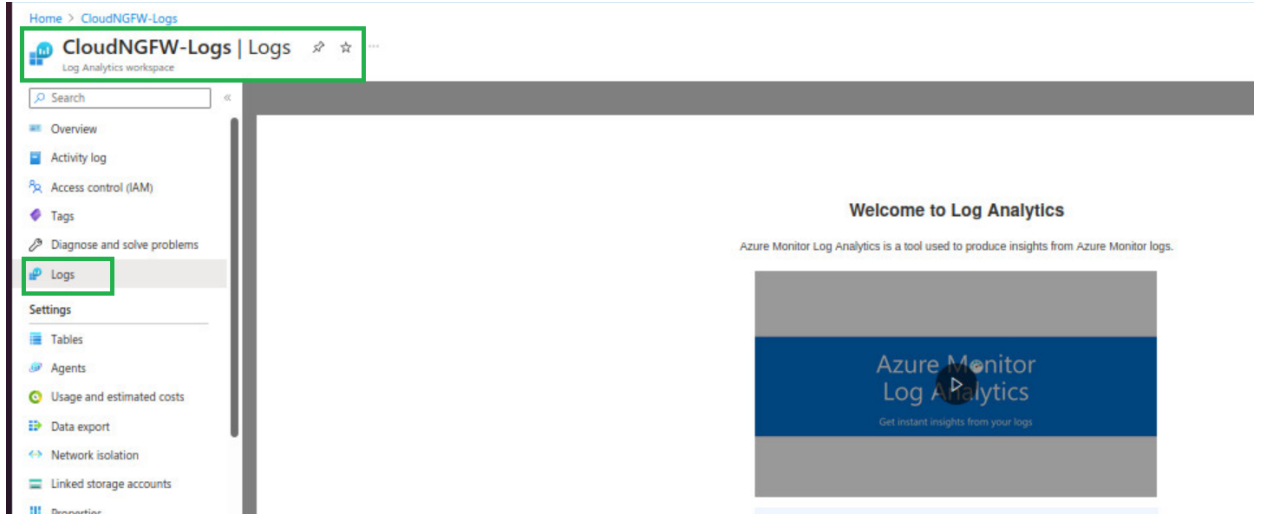 Home > CloudNGFW-Logs
CloudNGFW-Logs | Logs
Log Analytics workspace
Search
Overview
Activity log
Access control (IAM)
Tags
Diagnose and solve problems
Logs
Settings
Tables
Agents
Usage and estimated costs
Data export
Network isolation
Linked storage accounts
Properties
Welcome to Log Analytics
Azure Monitor Log Analytics is a tool used to produce insights from Azure Monitor logs.
Azure Monitor
Log Analytics
Get instant insights from your logs